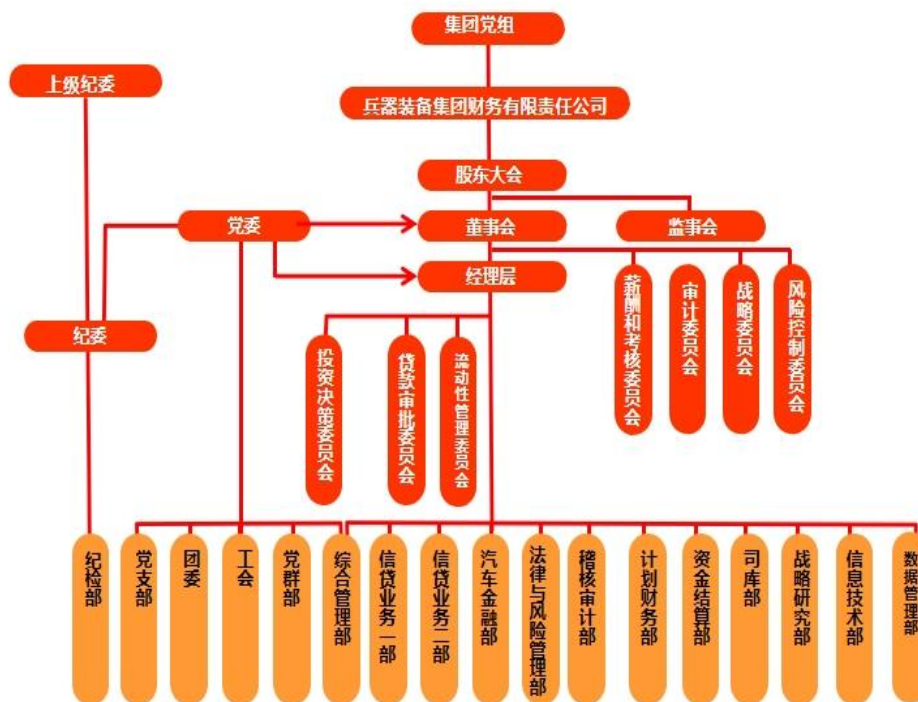 集团党组
上级纪委
兵器装备集团财务有限责任公司
股东大会
党委
董事会
监事会
经理层
纪委
薪酬和考核委员会
审计委员会
战略委员会
风险控制委员会
投资决策委员会
贷款审批委员会
流动性管理委员会
纪检部
党支部
团委
工会
党群部
综合管理部
信贷业务一部
信贷业务二部
汽车金融部
法律与风险管理部
稽核审计部
计划财务部
资金结算部
司库部
战略研究部
信息技术部
数据管理部